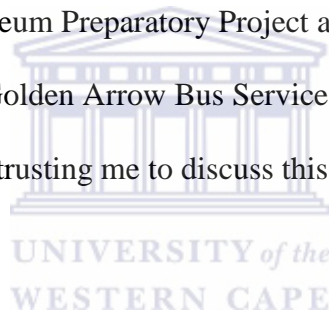 eum Preparatory Project a
Golden Arrow Bus Service
trusting me to discuss this
UNIVERSITY of the
WESTERN CAPE